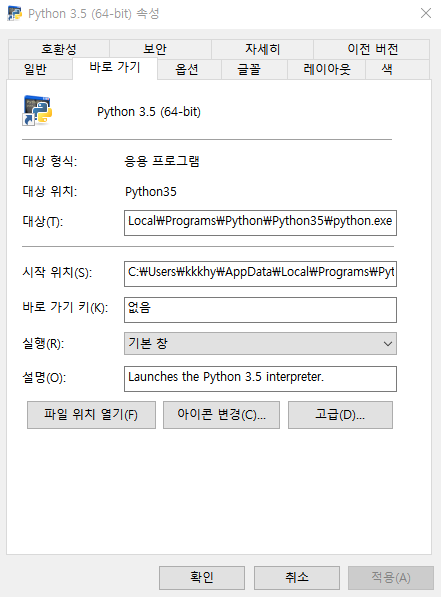 Python 3.5 (64-bit) 속성
호환성 보안 자세히 이전 버전
일반 바로 가기 옵션 글꼴 레이아웃 색
Python 3.5 (64-bit)
대상 형식: 응용 프로그램
대상 위치: Python35
대상(T): Local₩Programs₩Python₩Python35₩python.exe
시작 위치(S): C:₩Users₩kkkhy₩AppData₩Local₩Programs₩Pyt
바로 가기 키(K): 없음
실행(R): 기본 창
설명(O): Launches the Python 3.5 interpreter.
파일 위치 열기(F) 아이콘 변경(C)... 고급(D)...
확인 취소 적용(A)